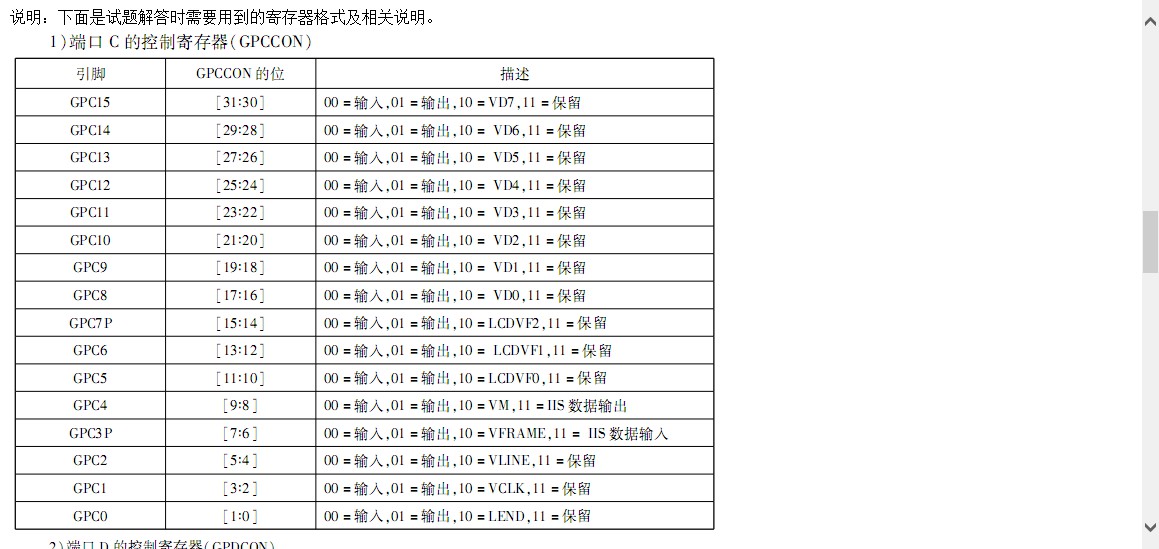 说明：下面是试题解答时需要用到的寄存器格式及相关说明。
1)端口 C 的控制寄存器(GPCCON)
引脚 GPCCON 的位 描述
GPC15 [31:30] 00 =输入,01 =输出,10 =VD7,11 =保留
GPC14 [29:28] 00 =输入,01 =输出,10 = VD6,11 =保留
GPC13 [27:26] 00 =输入,01 =输出,10 = VD5,11 =保留
GPC12 [25:24] 00 =输入,01 =输出,10 = VD4,11 =保留
GPC11 [23:22] 00 =输入,01 =输出,10 = VD3,11 =保留
GPC10 [21:20] 00 =输入,01 =输出,10 = VD2,11 =保留
GPC9 [19:18] 00 =输入,01 =输出,10 = VD1,11 =保留
GPC8 [17:16] 00 =输入,01 =输出,10 = VD0,11 =保留
GPC7P [15:14] 00 =输入,01 =输出,10 =LCDVF2,11 =保留
GPC6 [13:12] 00 =输入,01 =输出,10 = LCDVF1,11 =保留
GPC5 [11:10] 00 =输入,01 =输出,10 =LCDVF0,11 =保留
GPC4 [9:8] 00 =输入,01 =输出,10 =VM,11 =IIS 数据输出
GPC3P [7:6] 00 =输入,01 =输出,10 =VFRAME,11 = IIS 数据输入
GPC2 [5:4] 00 =输入,01 =输出,10 =VLINE,11 =保留
GPC1 [3:2] 00 =输入,01 =输出,10 =VCLK,11 =保留
GPC0 [1:0] 00 =输入,01 =输出,10 =LEND,11 =保留
2)端口 D 的控制寄存器(GPDCON)